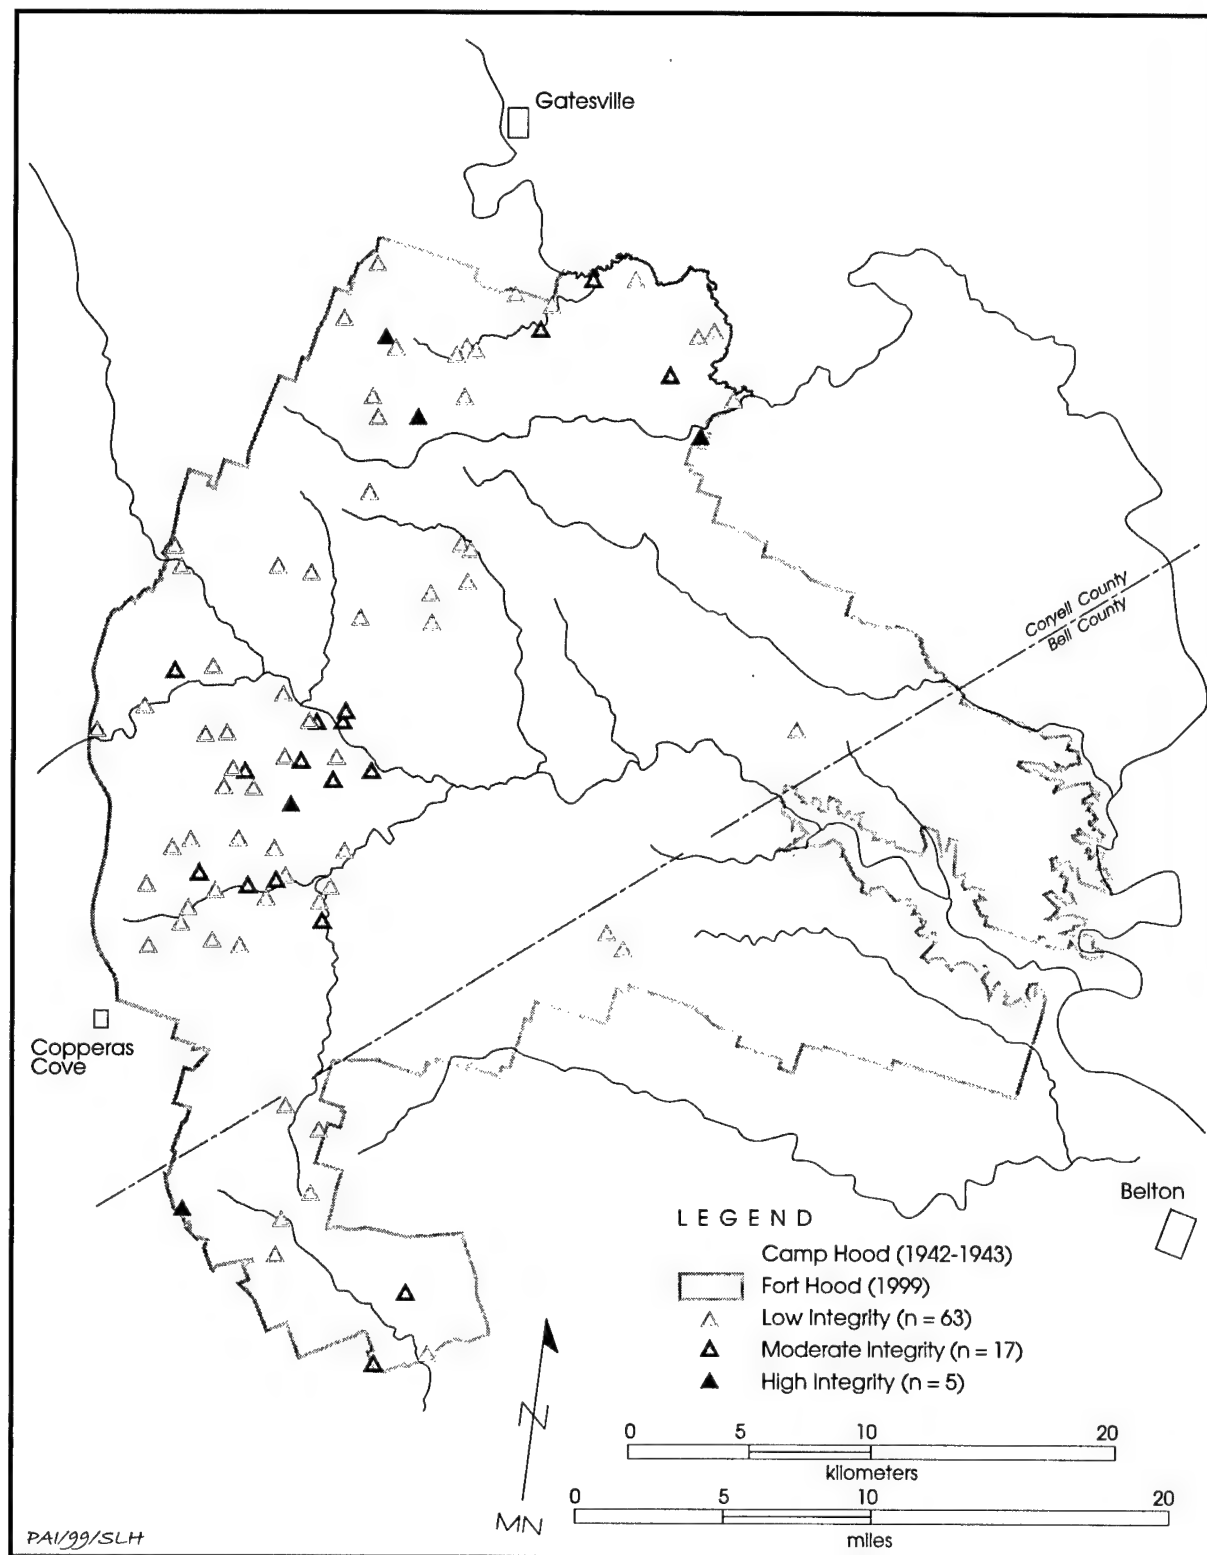 Gatesville
Coryell County
Bell County
Copperas
Cove
Belton
LEGEND
Camp Hood (1942-1943)
Fort Hood (1999)
Low Integrity (n = 63)
Moderate Integrity (n = 17)
High Integrity (n = 5)
N
MN
0 5 10 20
kilometers
0 5 10 20
miles
PAI/99/SLH